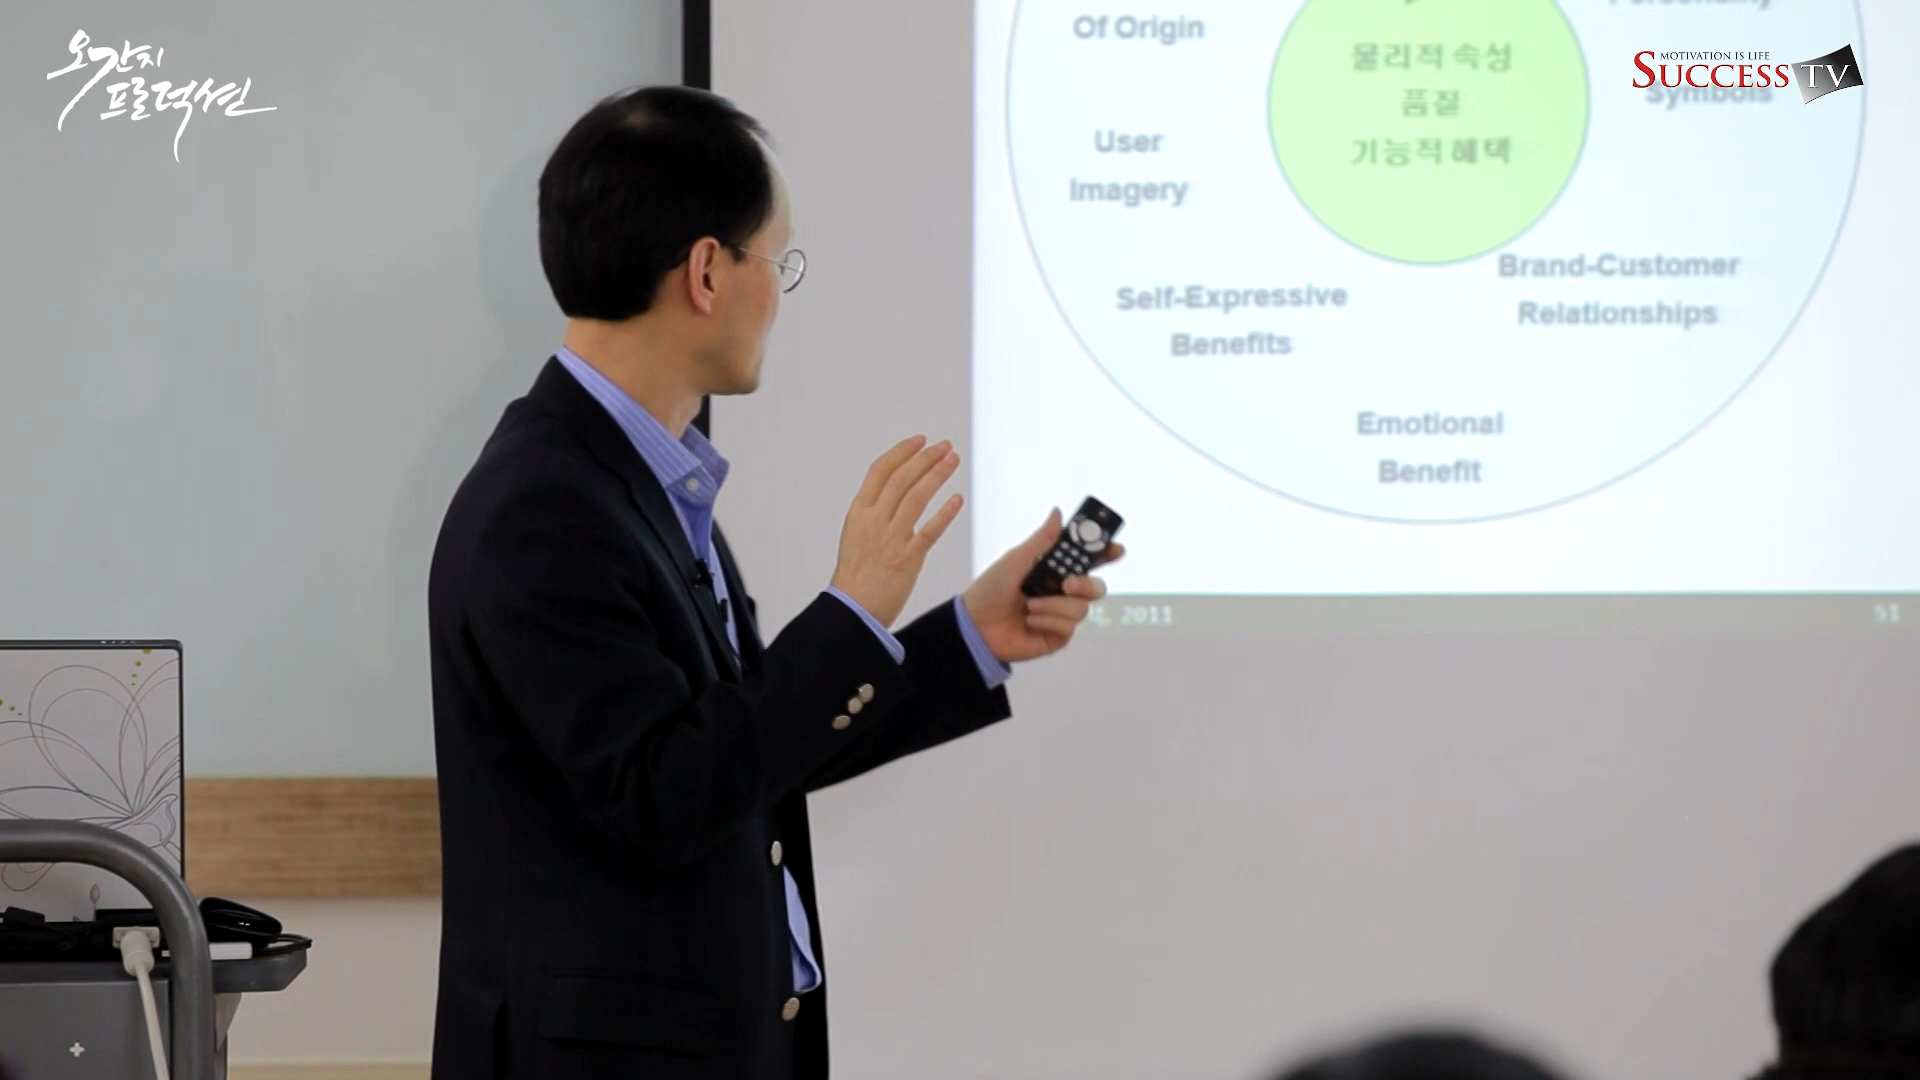 오간지
프로덕션
MOTIVATION IS LIFE
SUCCESS TV
Of Origin
Personality
Symbols
물리적 속성
품질
기능적 혜택
User
Imagery
Brand-Customer
Relationships
Self-Expressive
Benefits
Emotional
Benefit
2011
51